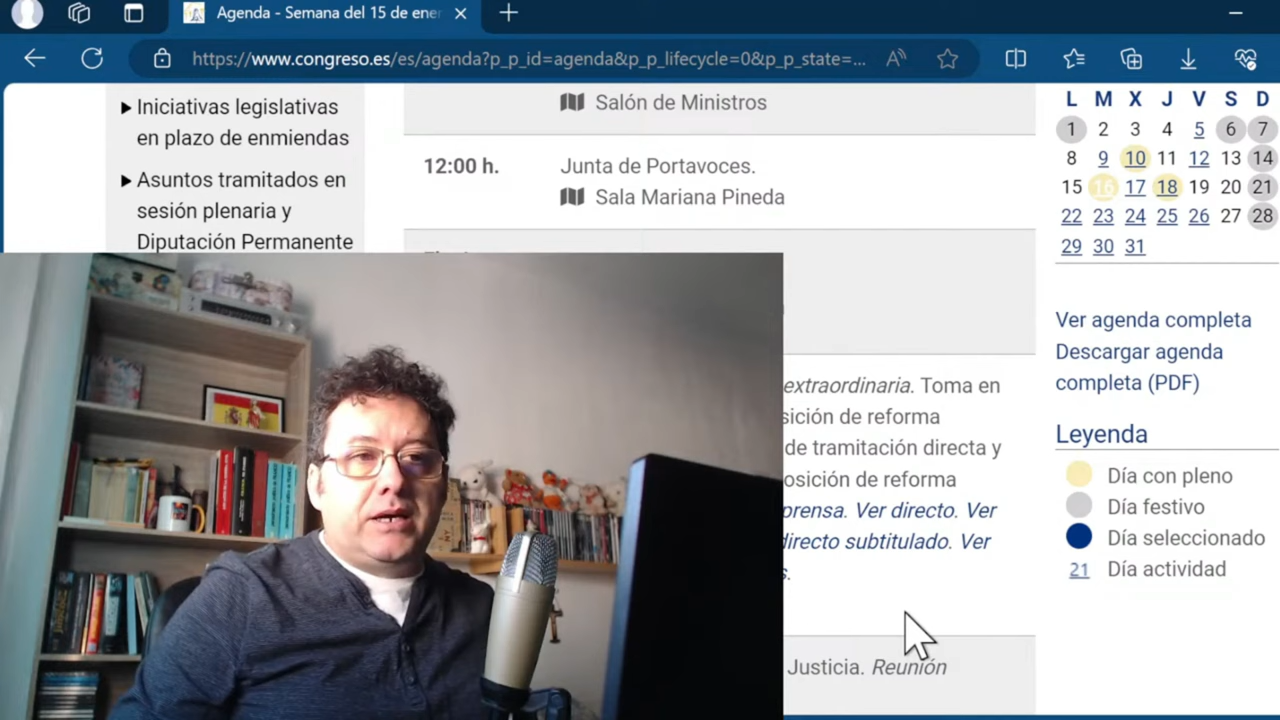 Agenda - Semana del 15 de ener
https://www.congreso.es/es/agenda?p_p_id=agenda&p_p_lifecycle=0&p_p_state=...
▶ Iniciativas legislativas
en plazo de enmiendas
▶ Asuntos tramitados en
sesión plenaria y
Diputación Permanente
Salón de Ministros
12:00 h.
Junta de Portavoces.
Sala Mariana Pineda
extraordinaria. Toma en
sición de reforma
de tramitación directa y
osición de reforma
prensa. Ver directo. Ver
directo subtitulado. Ver
s.
Justicia. Reunión
L M X J V S D
1 2 3 4 5 6 7
8 9 10 11 12 13 14
15 16 17 18 19 20 21
22 23 24 25 26 27 28
29 30 31
Ver agenda completa
Descargar agenda
completa (PDF)
Leyenda
Día con pleno
Día festivo
Día seleccionado
21 Día actividad